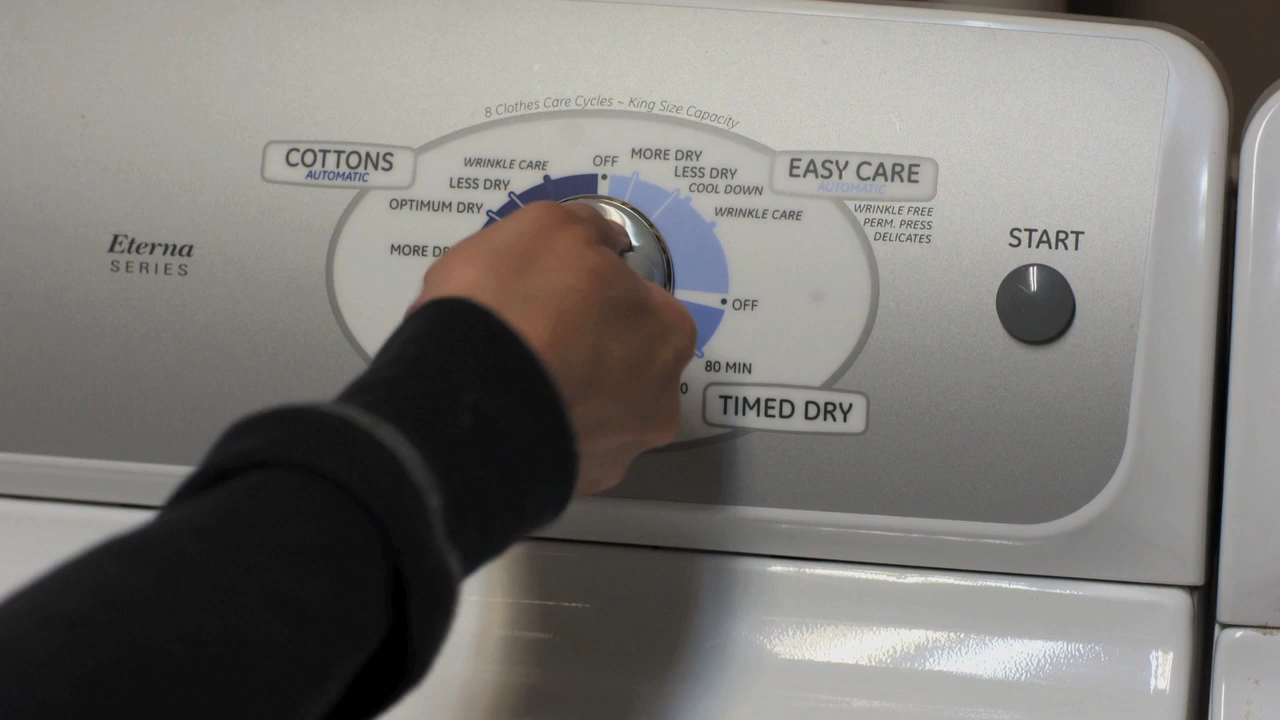 8 Clothes Care Cycles ~ King Size Capacity
COTTONS
AUTOMATIC
WRINKLE CARE
LESS DRY
OPTIMUM DRY
MORE
OFF
MORE DRY
LESS DRY
COOL DOWN
WRINKLE CARE
EASY CARE
AUTOMATIC
WRINKLE FREE
PERM. PRESS
DELICATES
Eterna
SERIES
START
OFF
80 MIN
TIMED DRY